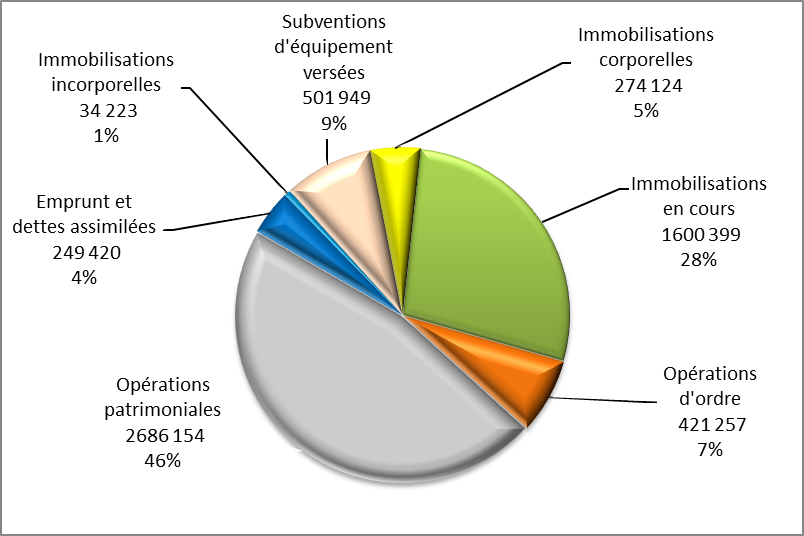 Subventions
d'équipement
versées
501 949
9%
Immobilisations
corporelles
274 124
5%
Immobilisations
incorporelles
34 223
1%
Immobilisations
en cours
1600 399
28%
Emprunt et
dettes assimilées
249 420
4%
Opérations
d'ordre
421 257
7%
Opérations
patrimoniales
2686 154
46%